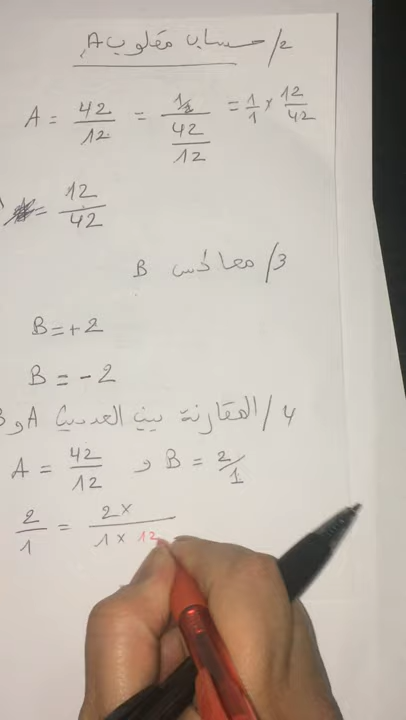 2/ حساب مقلوب A
A = 42/12 = 1/(42/12) = 1/1 × 12/42
= 12/42
3/ معاكس B
B = +2
B = -2
4/ المقارنة بين العددين A و B
A = 42/12 و B = 2/1
2/1 = 2×/1×12